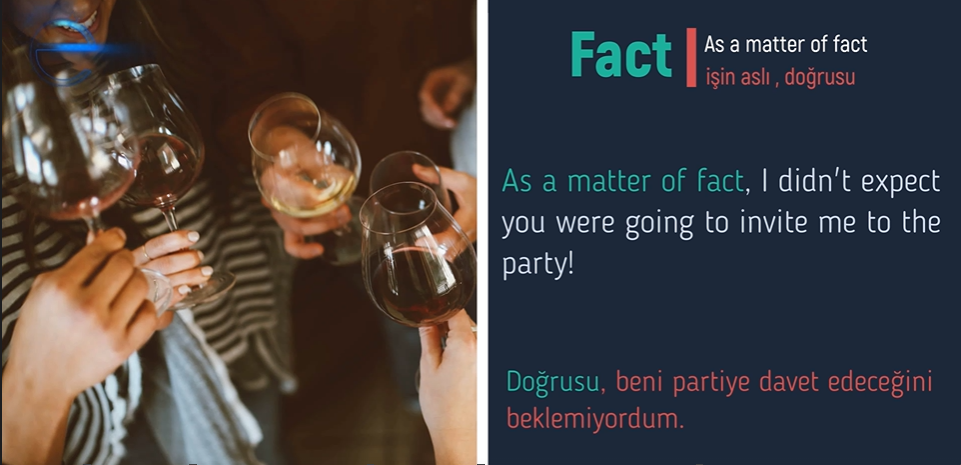 Fact
As a matter of fact
işin aslı , doğrusu
As a matter of fact, I didn't expect
you were going to invite me to the
party!
Doğrusu, beni partiye davet edeceğini
beklemiyordum.